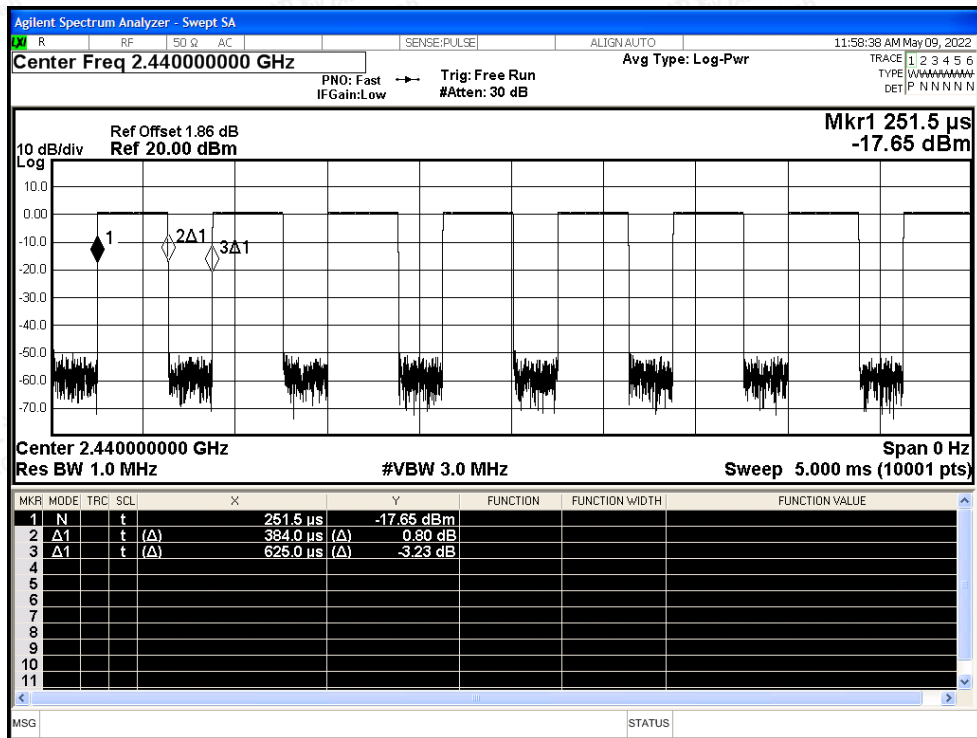 Agilent Spectrum Analyzer - Swept SA
LXI R RF 50 Ω AC SENSE:PULSE ALIGN AUTO 11:58:38 AM May 09, 2022
Center Freq 2.440000000 GHz
PNO: Fast
IFGain:Low
Trig: Free Run
#Atten: 30 dB
Avg Type: Log-Pwr
TRACE 1 2 3 4 5 6
TYPE WWWWWW
DET P N N N N N
Ref Offset 1.86 dB
Ref 20.00 dBm
10 dB/div
Log
Mkr1 251.5 µs
-17.65 dBm
10.0
0.00
-10.0
-20.0
-30.0
-40.0
-50.0
-60.0
-70.0
1
2Δ1
3Δ1
Center 2.440000000 GHz Span 0 Hz
Res BW 1.0 MHz #VBW 3.0 MHz Sweep 5.000 ms (10001 pts)
MKR MODE TRC SCL X Y FUNCTION FUNCTION WIDTH FUNCTION VALUE
1 N t 251.5 µs -17.65 dBm
2 Δ1 t (Δ) 384.0 µs (Δ) 0.80 dB
3 Δ1 t (Δ) 625.0 µs (Δ) -3.23 dB
4
5
6
7
8
9
10
11
MSG STATUS